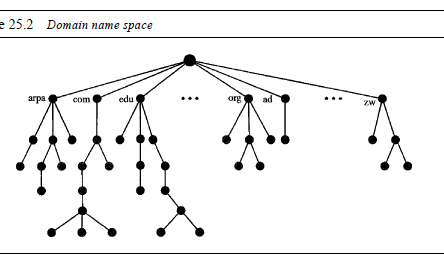 e 25.2 Domain name space
arpa com edu ... org ad ... zw